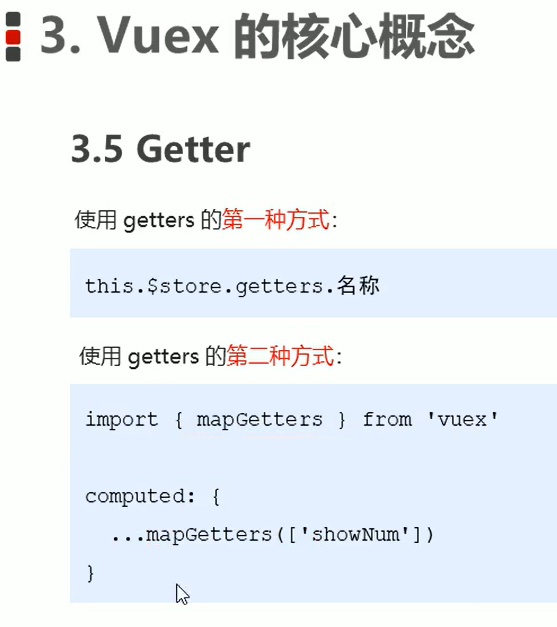 3. Vuex 的核心概念
3.5 Getter
使用 getters 的第一种方式：
this.$store.getters.名称
使用 getters 的第二种方式：
import { mapGetters } from 'vuex'
computed: {
  ...mapGetters(['showNum'])
}